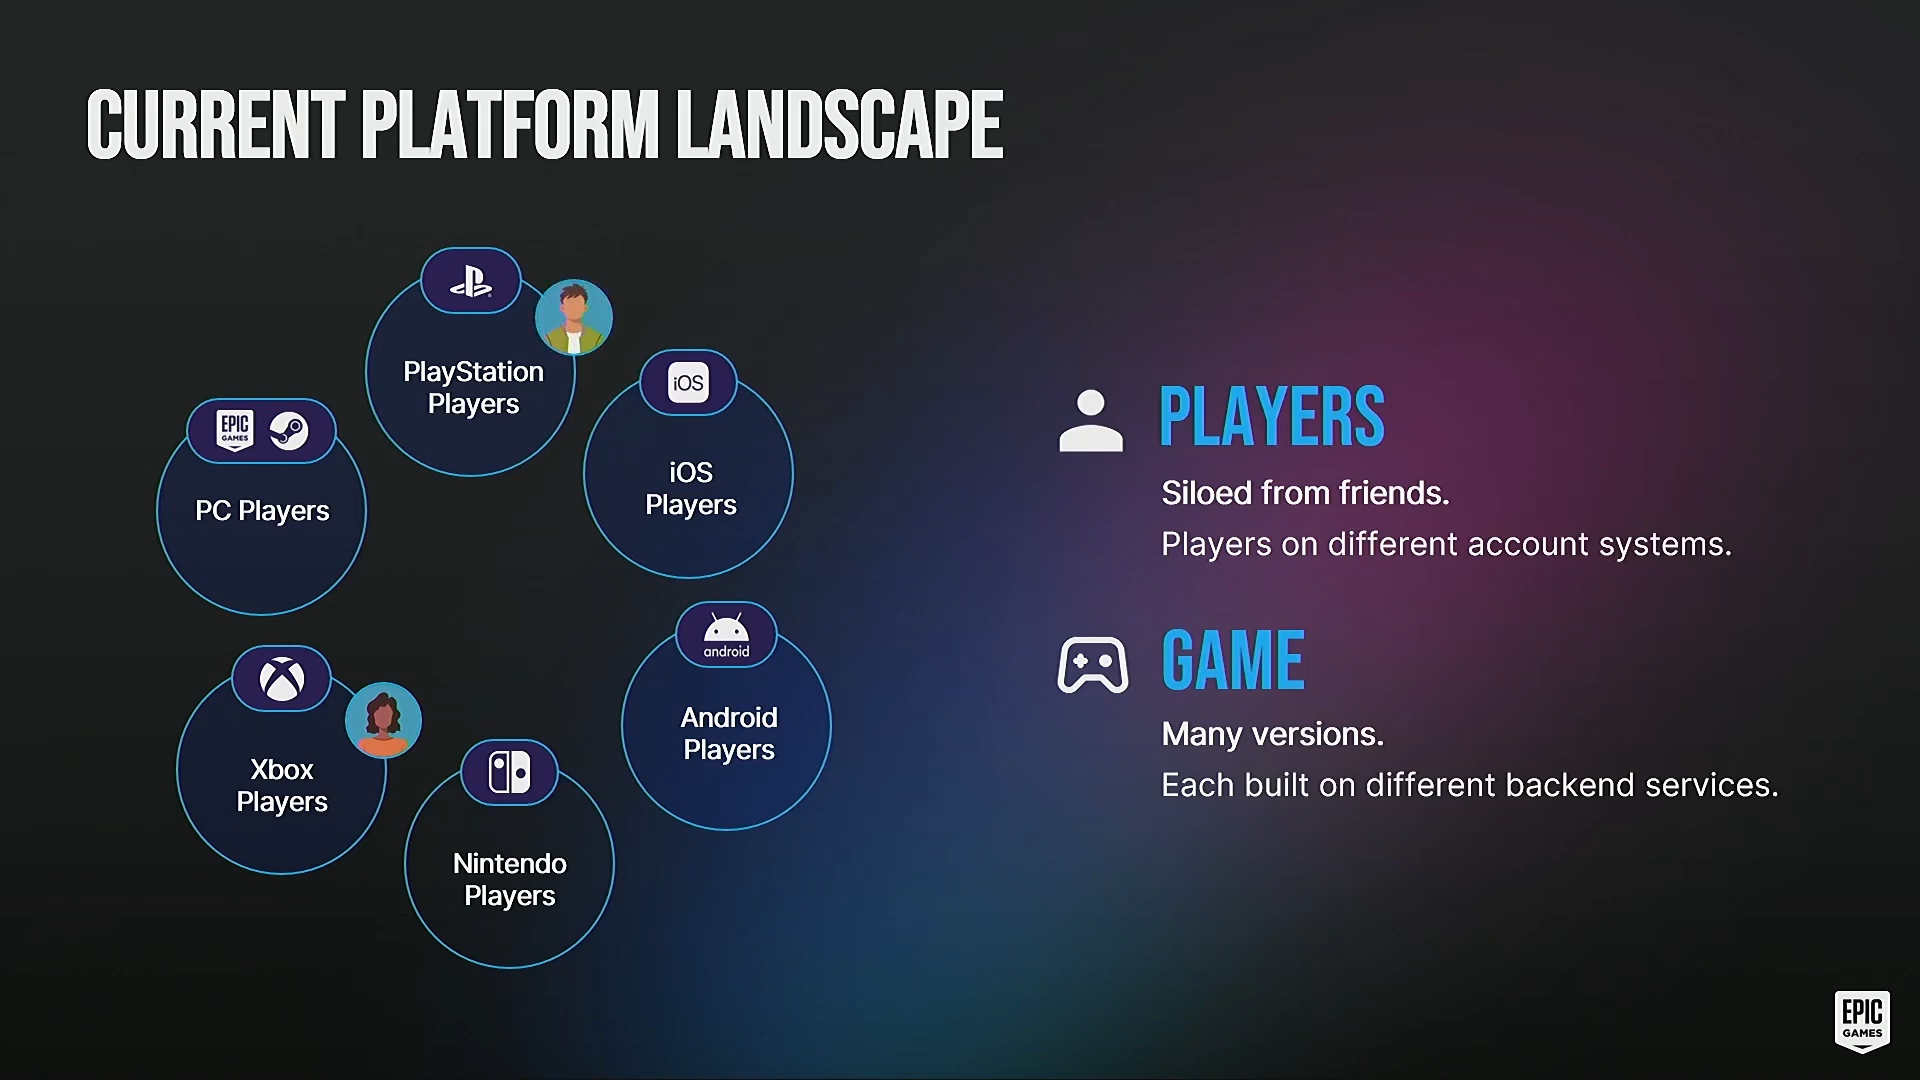 CURRENT PLATFORM LANDSCAPE
PlayStation
Players
iOS
iOS
Players
EPIC
GAMES
PC Players
android
Android
Players
Xbox
Players
Nintendo
Players
PLAYERS
Siloed from friends.
Players on different account systems.
GAME
Many versions.
Each built on different backend services.
EPIC
GAMES